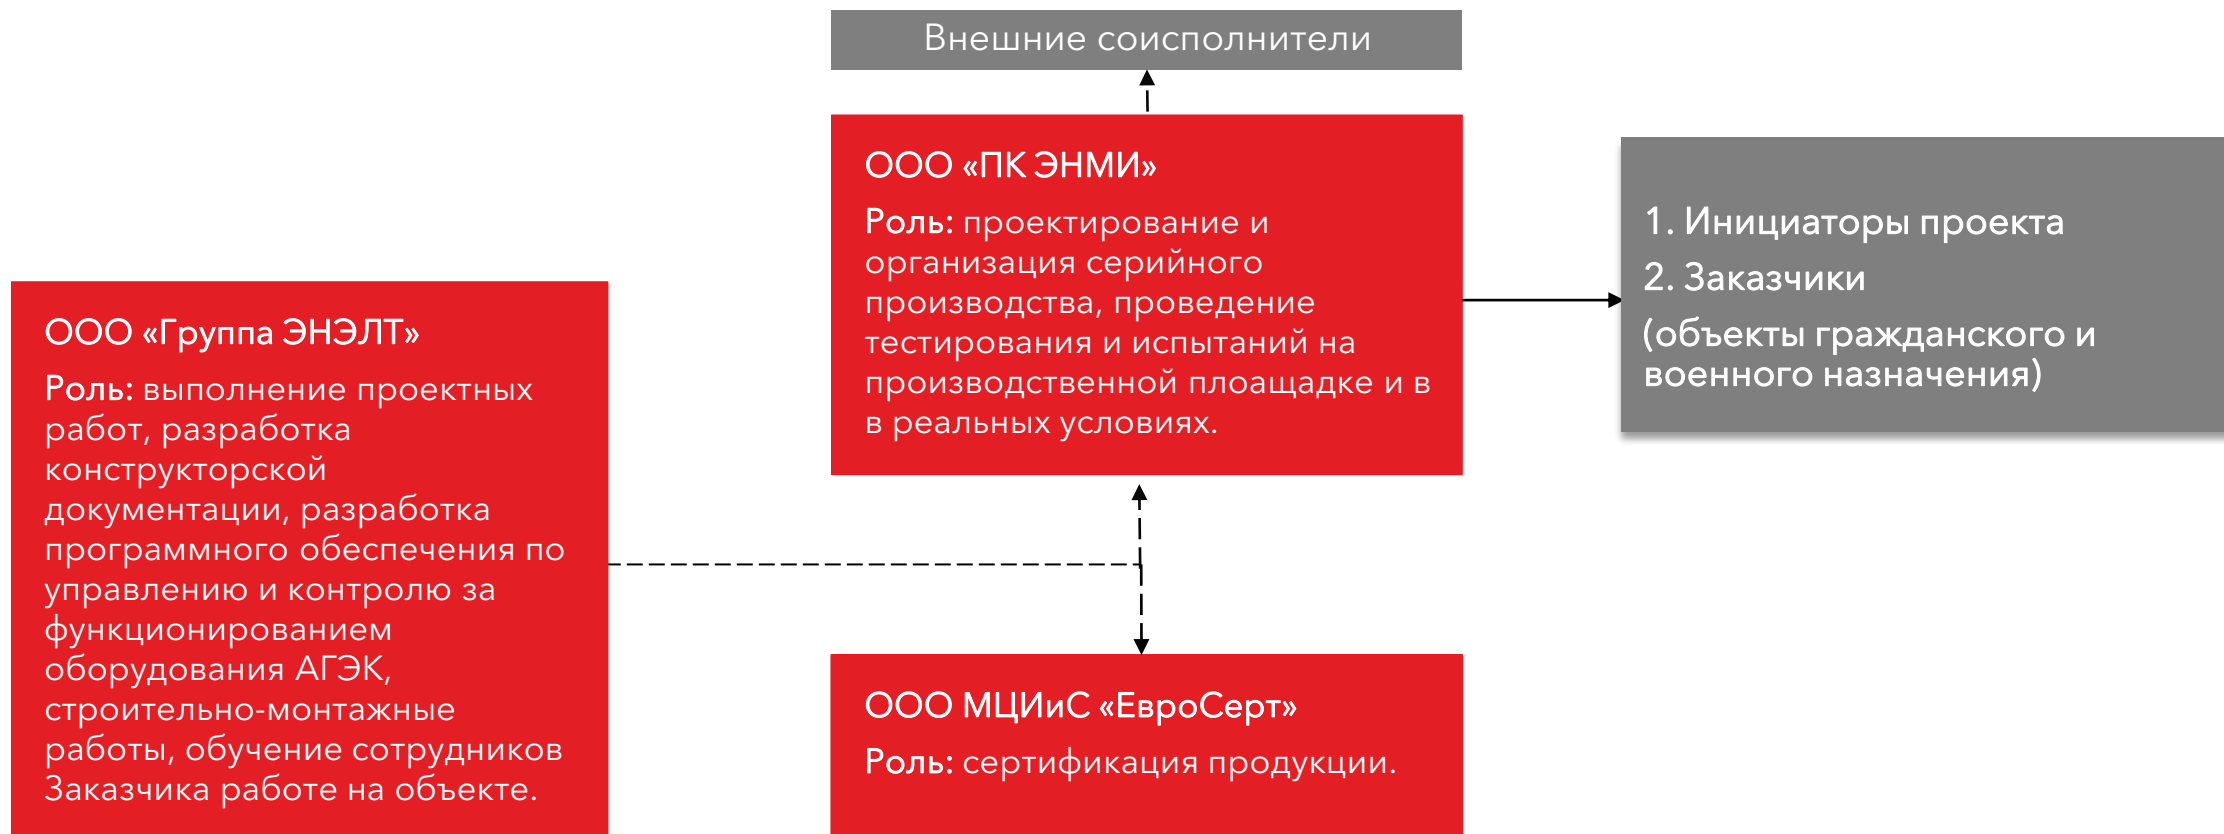 Внешние соисполнители
ООО «ПК ЭНМИ»
Роль: проектирование и
организация серийного
производства, проведение
тестирования и испытаний на
производственной плоащадке и в
в реальных условиях.
1. Инициаторы проекта
2. Заказчики
(объекты гражданского и
военного назначения)
ООО «Группа ЭНЭЛТ»
Роль: выполнение проектных
работ, разработка
конструкторской
документации, разработка
программного обеспечения по
управлению и контролю за
функционированием
оборудования АГЭК,
строительно-монтажные
работы, обучение сотрудников
Заказчика работе на объекте.
ООО МЦИиС «ЕвроСерт»
Роль: сертификация продукции.